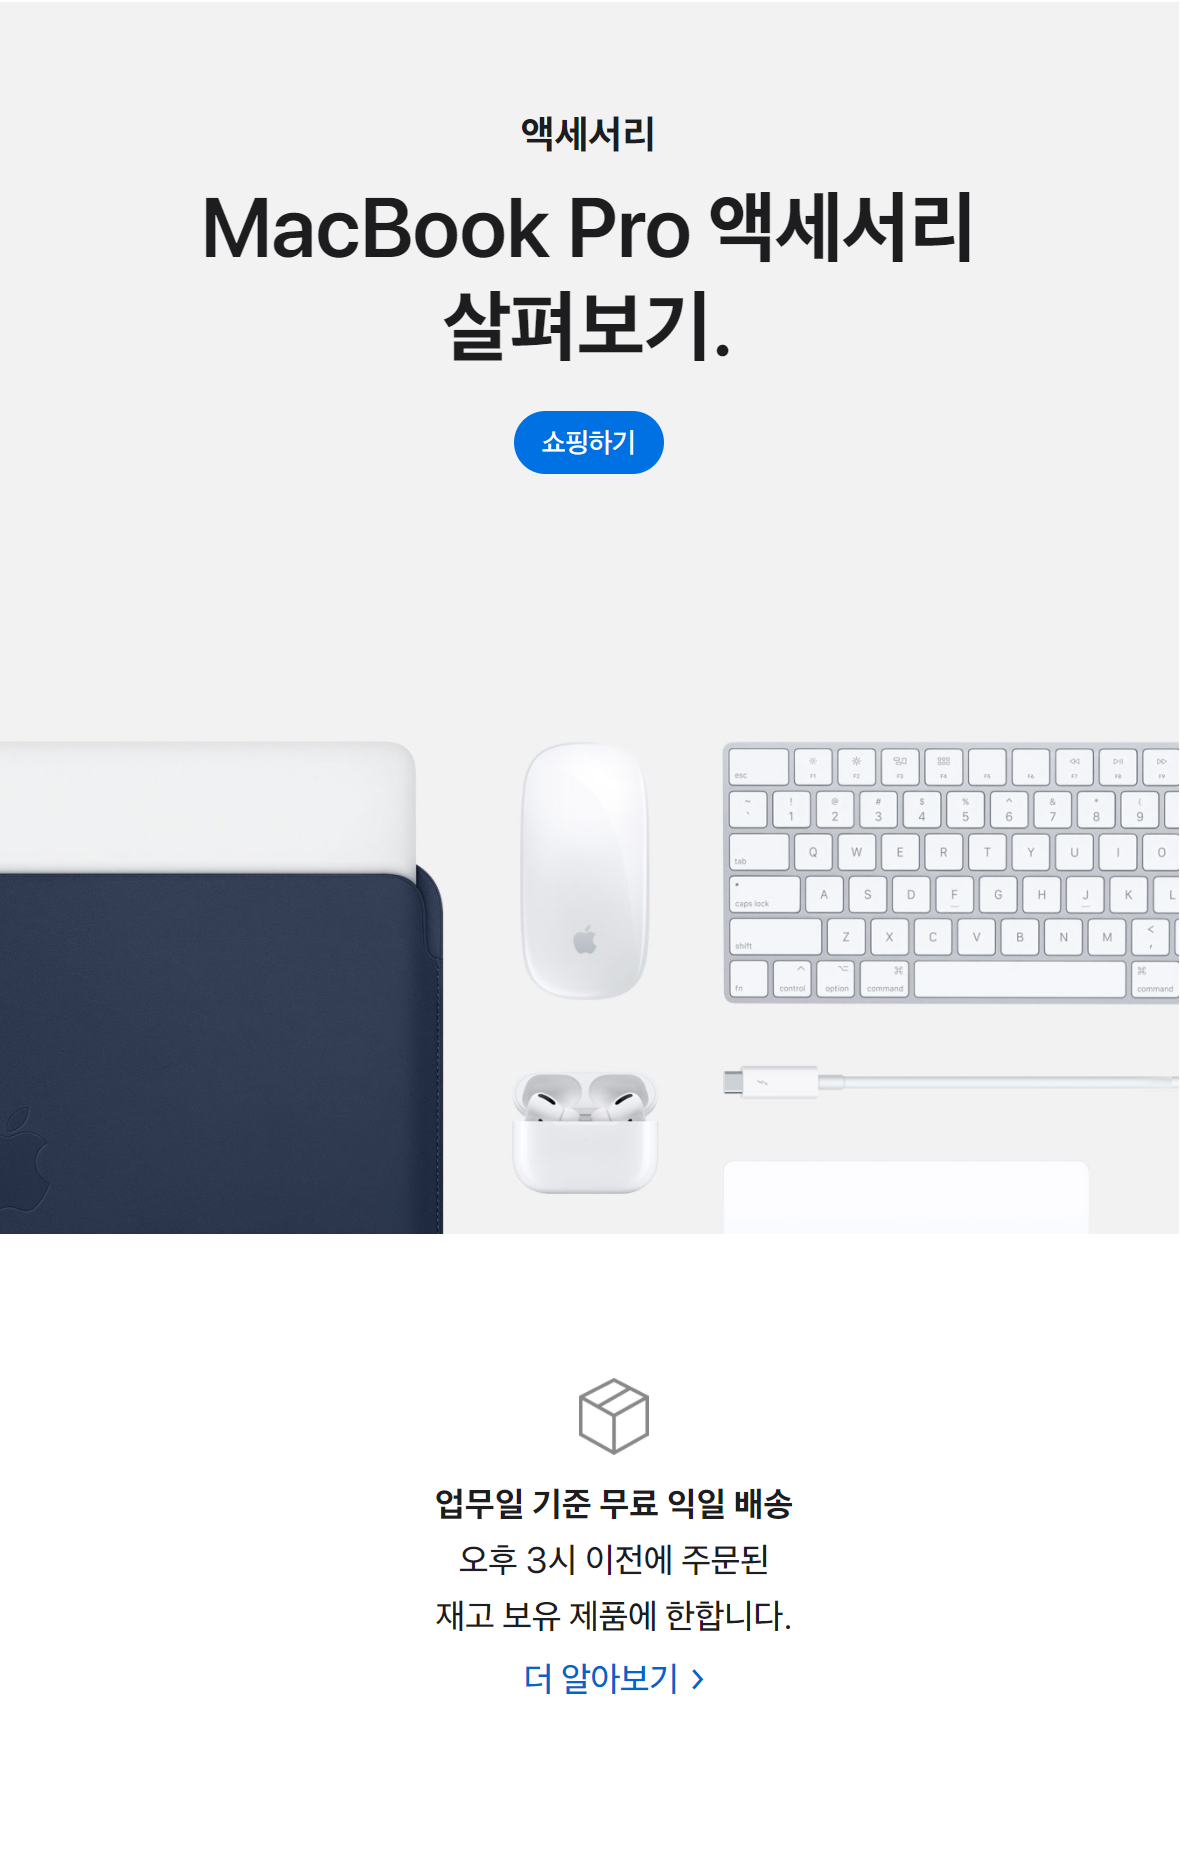 액세서리
MacBook Pro 액세서리
살펴보기.
쇼핑하기
esc F1 F2 F3 F4 F5 F6 F7 F8 F9
~ ` ! 1 @ 2 # 3 $ 4 % 5 ^ 6 & 7 * 8 ( 9
tab Q W E R T Y U I O
caps lock A S D F G H J K L
shift Z X C V B N M < ,
fn control option command command
업무일 기준 무료 익일 배송
오후 3시 이전에 주문된
재고 보유 제품에 한합니다.
더 알아보기 >